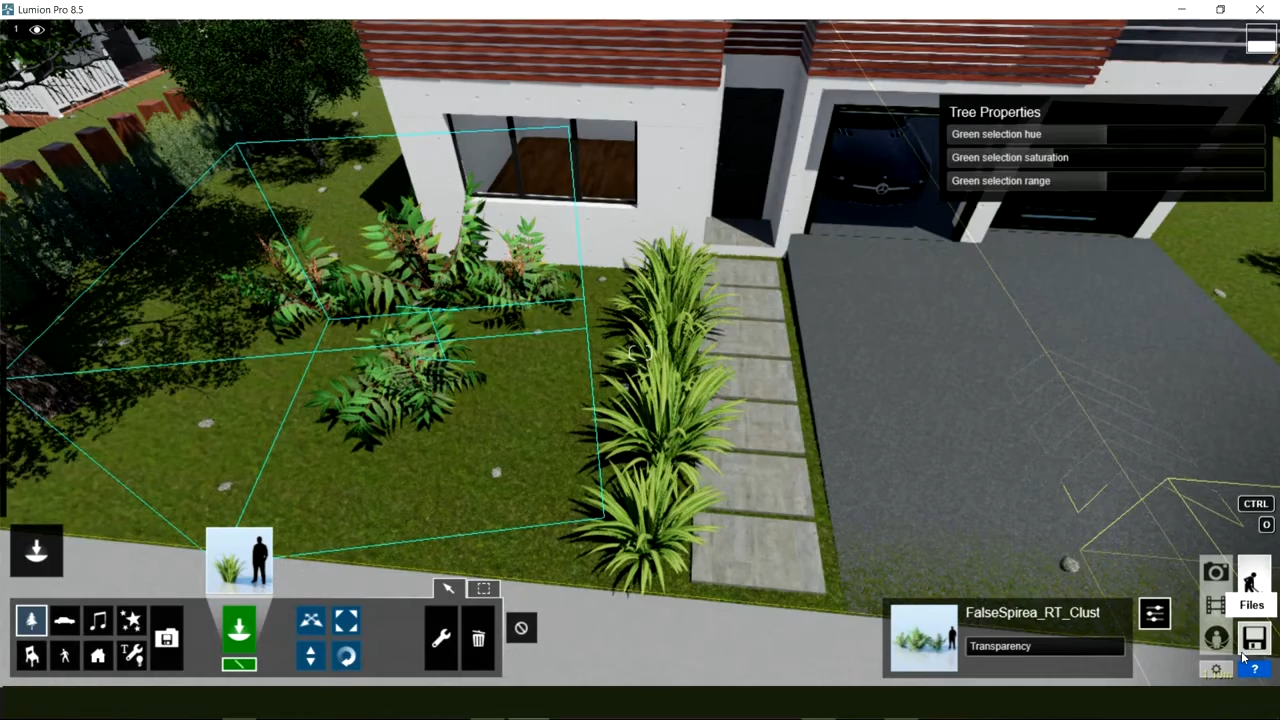 Lumion Pro 8.5
1
Tree Properties
Green selection hue
Green selection saturation
Green selection range
CTRL
O
Files
FalseSpirea_RT_Clust
Transparency
?